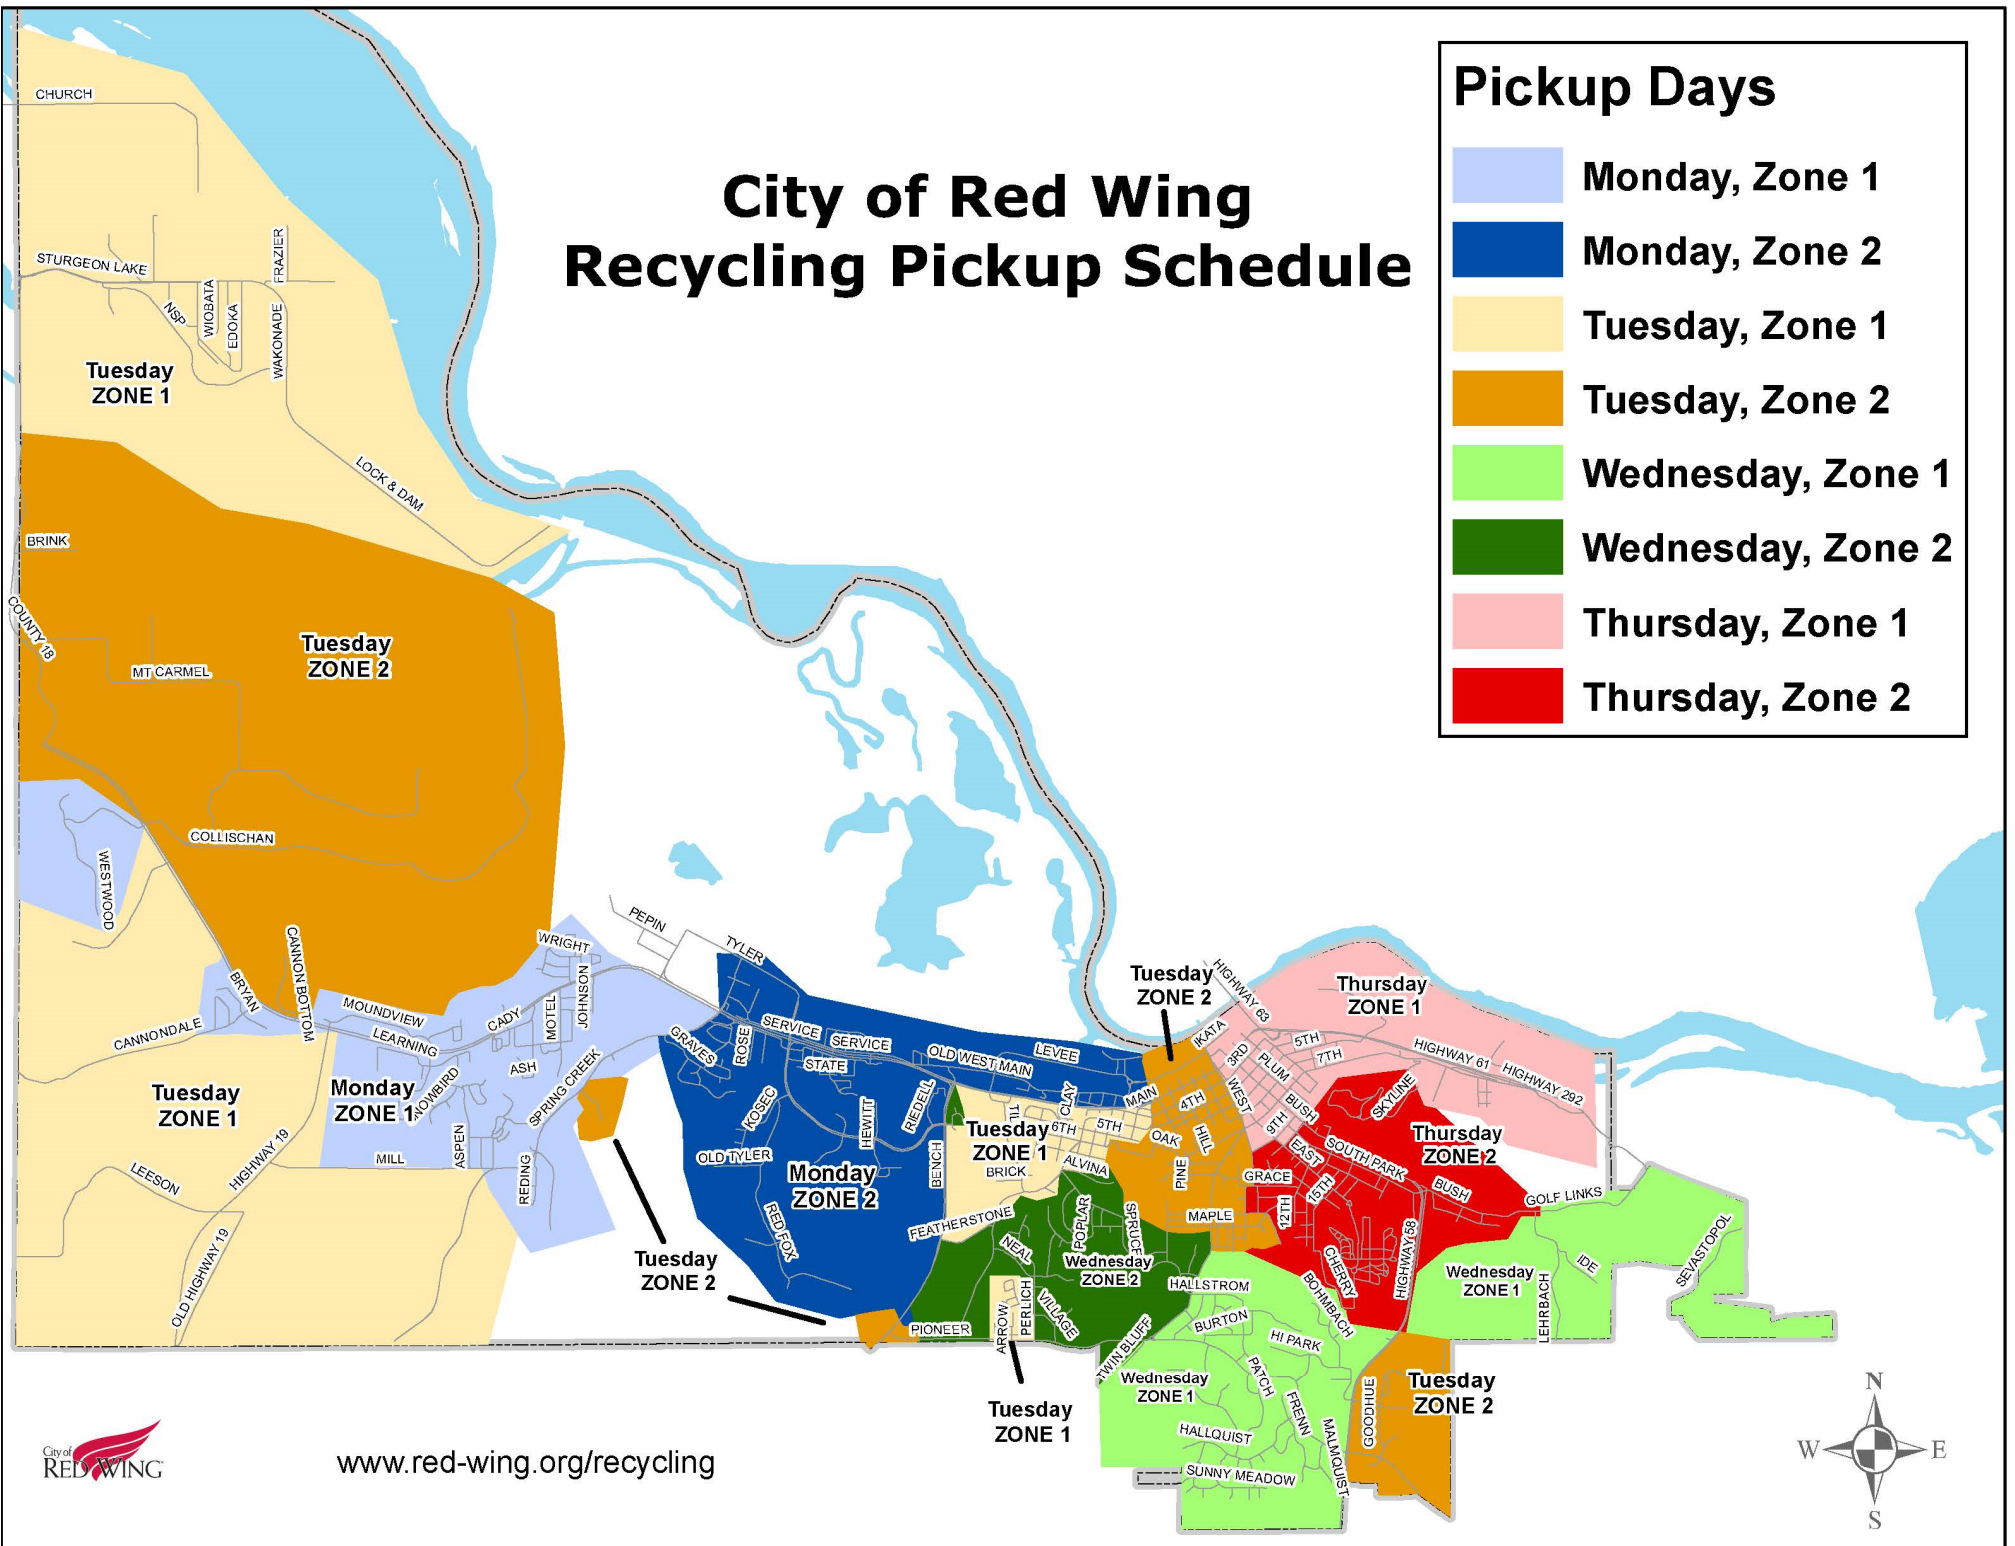 City of Red Wing
Recycling Pickup Schedule
Pickup Days
Monday, Zone 1
Monday, Zone 2
Tuesday, Zone 1
Tuesday, Zone 2
Wednesday, Zone 1
Wednesday, Zone 2
Thursday, Zone 1
Thursday, Zone 2
CHURCH
STURGEON LAKE
FRAZIER
NSP
WIOBATA
EDOKA
WAKONADE
Tuesday
ZONE 1
LOCK & DAM
BRINK
COUNTY 18
MT CARMEL
Tuesday
ZONE 2
COLLISCHAN
WESTWOOD
CANNON BOTTOM
BRYAN
CANNONDALE
MOUNDVIEW
LEARNING
CADY
WRIGHT
MOTEL
JOHNSON
PEPIN
TYLER
ASH
SPRING CREEK
Tuesday
ZONE 1
Monday
ZONE 1
OWBIRD
ASPEN
REDING
MILL
HIGHWAY 19
LEESON
OLD HIGHWAY 19
GRAVES
ROSE
SERVICE
SERVICE
STATE
OLD WEST MAIN
LEVEE
KOSEC
HEWITT
RIEDELL
OLD TYLER
Monday
ZONE 2
BENCH
RED FOX
FEATHERSTONE
Tuesday
ZONE 2
PIONEER
TIL
CLAY
6TH
5TH
Tuesday
ZONE 1
BRICK
ALVINA
MAIN
OAK
4TH
HILL
PINE
MAPLE
Tuesday
ZONE 2
IKATA
HIGHWAY 63
3RD
WEST
PLUM
BUSH
9TH
5TH
7TH
Thursday
ZONE 1
HIGHWAY 61
HIGHWAY 292
SKYLINE
Thursday
ZONE 2
EAST
SOUTH PARK
BUSH
GOLF LINKS
GRACE
12TH
15TH
CHERRY
HIGHWAY 58
BOHMBACH
POPLAR
SPRUCE
NEAL
Wednesday
ZONE 2
ARROW
PERLICH
VILLAGE
TWIN BLUFF
Tuesday
ZONE 1
HALLSTROM
BURTON
HI PARK
PATCH
FRENN
Wednesday
ZONE 1
HALLQUIST
SUNNY MEADOW
MALMQUIST
GOODHUE
Tuesday
ZONE 2
Wednesday
ZONE 1
LEHRBACH
IDE
SEVASTOPOL
N
W
E
S
City of
RED WING
www.red-wing.org/recycling